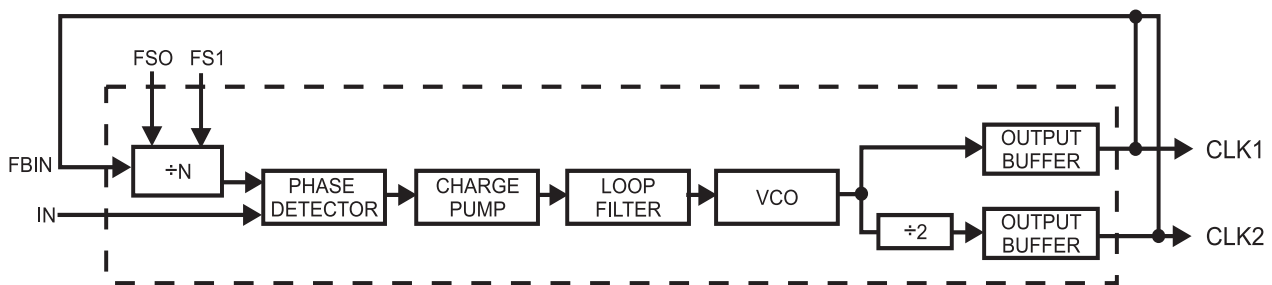 FSO FS1
FBIN
÷N
IN
PHASE
DETECTOR
CHARGE
PUMP
LOOP
FILTER
VCO
÷2
OUTPUT
BUFFER
CLK1
OUTPUT
BUFFER
CLK2